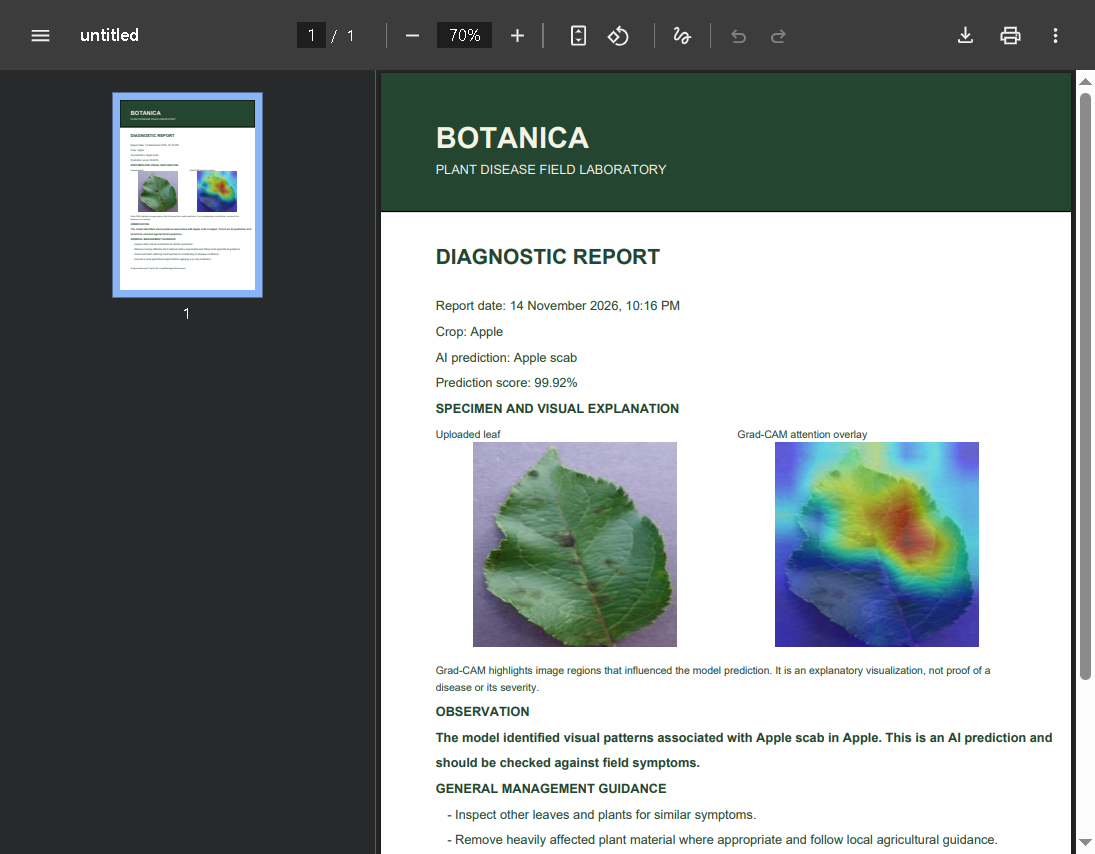 untitled
1 / 1
70%
BOTANICA
PLANT DISEASE FIELD LABORATORY
DIAGNOSTIC REPORT
Report date: 14 November 2026, 10:16 PM
Crop: Apple
AI prediction: Apple scab
Prediction score: 99.92%
SPECIMEN AND VISUAL EXPLANATION
Uploaded leaf
Grad-CAM attention overlay
Grad-CAM highlights image regions that influenced the model prediction. It is an explanatory visualization, not proof of a
disease or its severity.
OBSERVATION
The model identified visual patterns associated with Apple scab in Apple. This is an AI prediction and
should be checked against field symptoms.
GENERAL MANAGEMENT GUIDANCE
- Inspect other leaves and plants for similar symptoms.
- Remove heavily affected plant material where appropriate and follow local agricultural guidance.
BOTANICA
DIAGNOSTIC REPORT
1